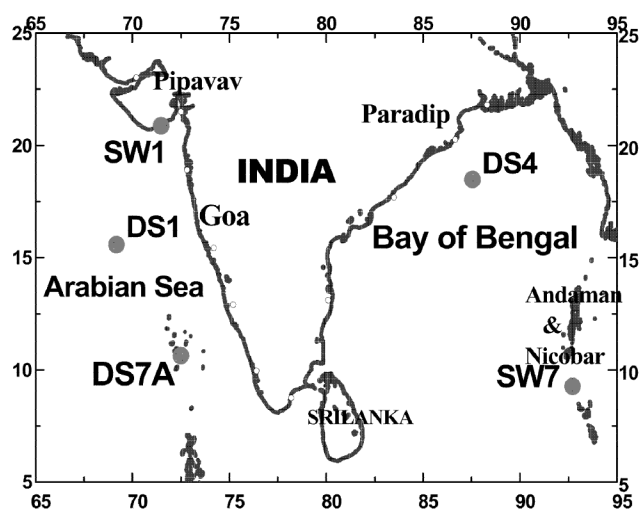 65 70 75 80 85 90 95
25 25
Pipavav
Paradip
20 20
SW1
INDIA
DS4
Goa
DS1
Bay of Bengal
15 15
Arabian Sea
Andaman
&
Nicobar
DS7A
10 10
SW7
SRILANKA
5 5
65 70 75 80 85 90 95